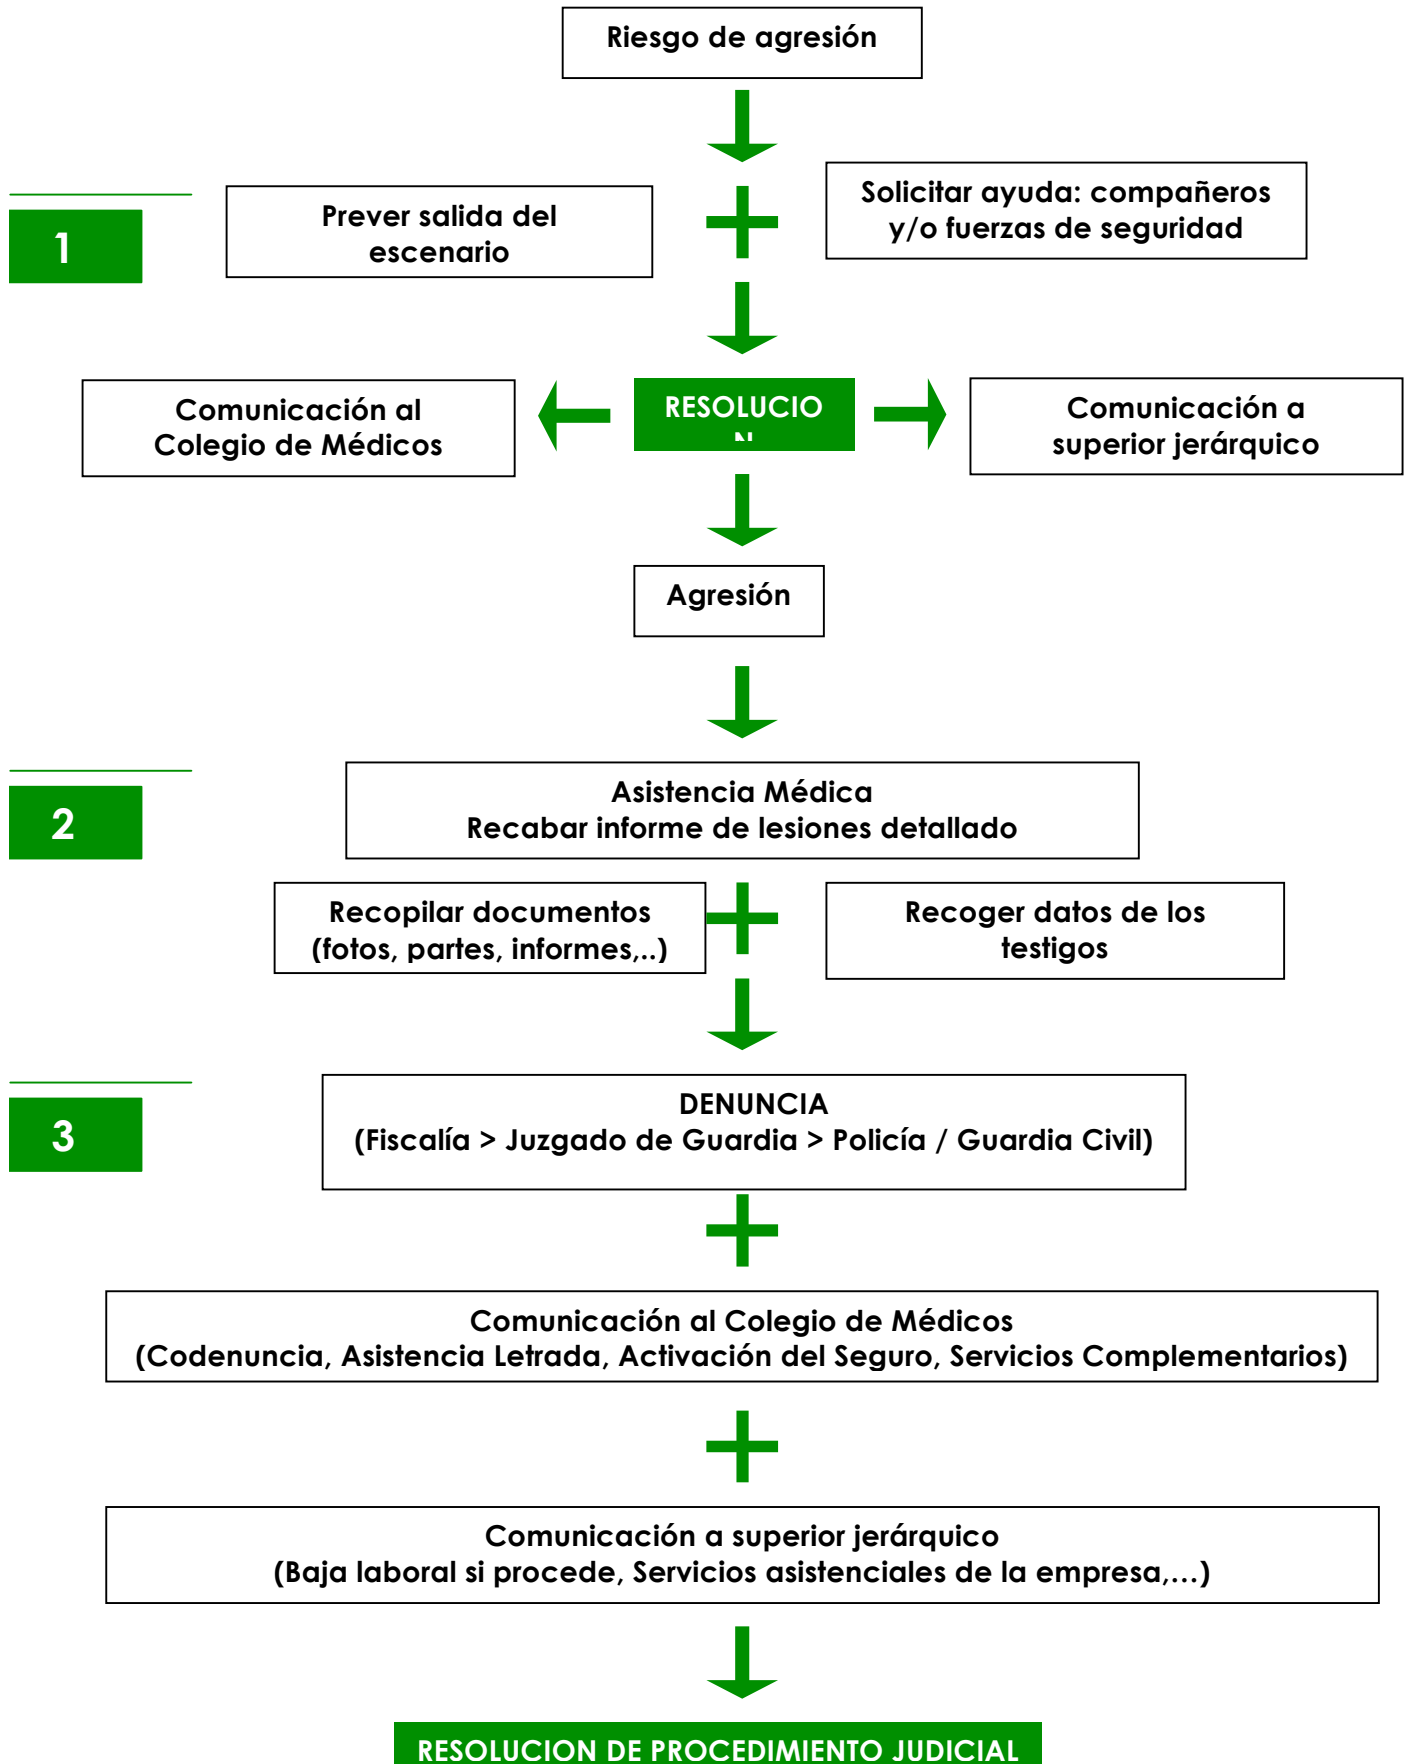 Riesgo de agresión
1
Prever salida del
escenario
Solicitar ayuda: compañeros
y/o fuerzas de seguridad
Comunicación al
Colegio de Médicos
RESOLUCIO
N
Comunicación a
superior jerárquico
Agresión
2
Asistencia Médica
Recabar informe de lesiones detallado
Recopilar documentos
(fotos, partes, informes,..)
Recoger datos de los
testigos
3
DENUNCIA
(Fiscalía > Juzgado de Guardia > Policía / Guardia Civil)
Comunicación al Colegio de Médicos
(Codenuncia, Asistencia Letrada, Activación del Seguro, Servicios Complementarios)
Comunicación a superior jerárquico
(Baja laboral si procede, Servicios asistenciales de la empresa,…)
RESOLUCION DE PROCEDIMIENTO JUDICIAL